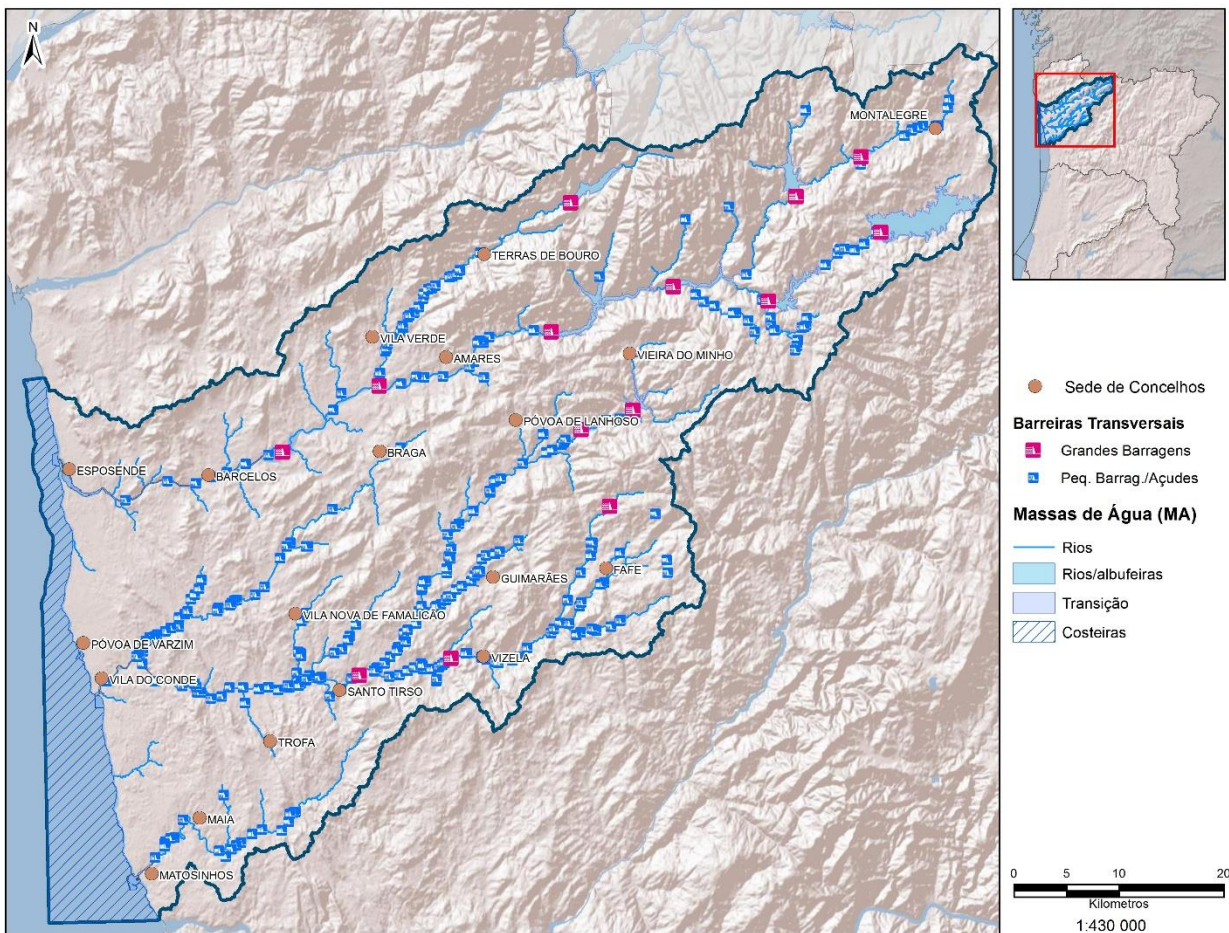 N
MONTALEGRE
TERRAS DE BOURO
VILA VERDE
AMARES
VIEIRA DO MINHO
PÓVOA DE LANHOSO
BRAGA
ESPOSENDE
BARCELOS
GUIMARÃES
FAFE
VILA NOVA DE FAMALICÃO
PÓVOA DE VARZIM
VIZELA
VILA DO CONDE
SANTO TIRSO
TROFA
MAIA
MATOSINHOS
Sede de Concelhos
Barreiras Transversais
Grandes Barragens
Peq. Barrag./Açudes
Massas de Água (MA)
Rios
Rios/albufeiras
Transição
Costeiras
0 5 10 20
Kilometros
1:430 000